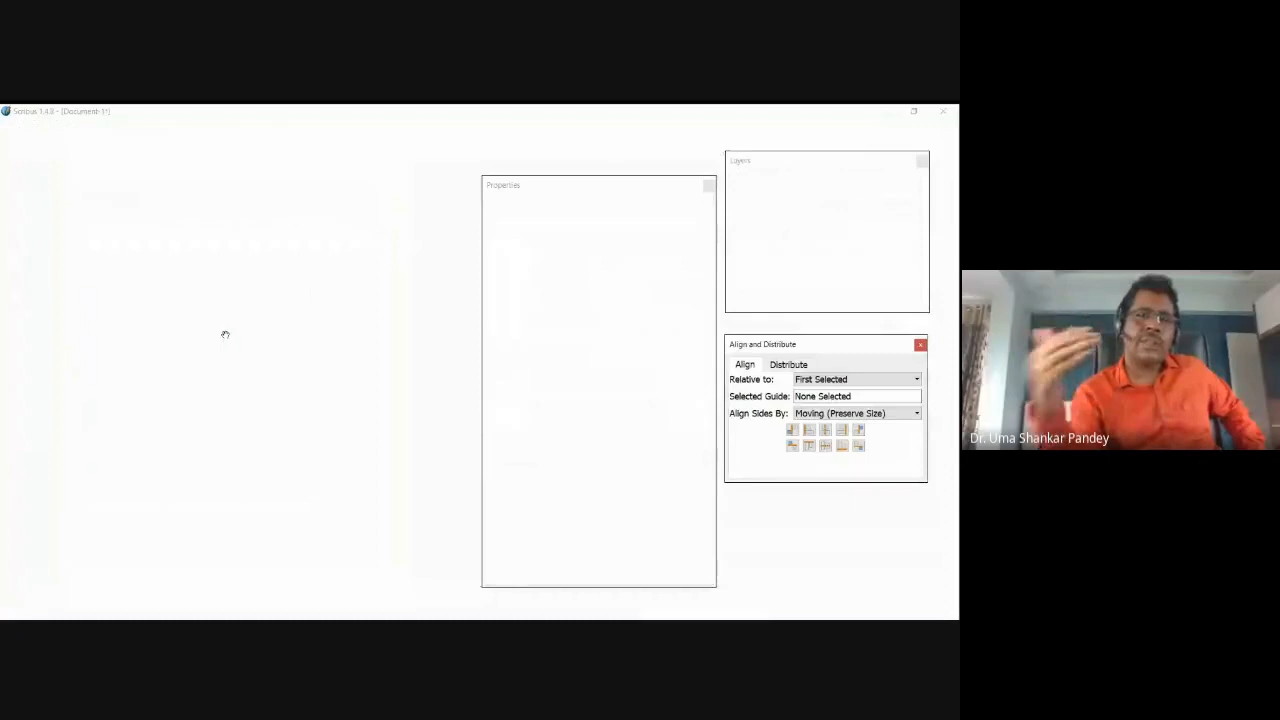 Scribus 1.4.8 - [Document: 1*]
Layers
Properties
Align and Distribute
Align Distribute
Relative to: First Selected
Selected Guide: None Selected
Align Sides By: Moving (Preserve Size)
Dr. Uma Shankar Pandey